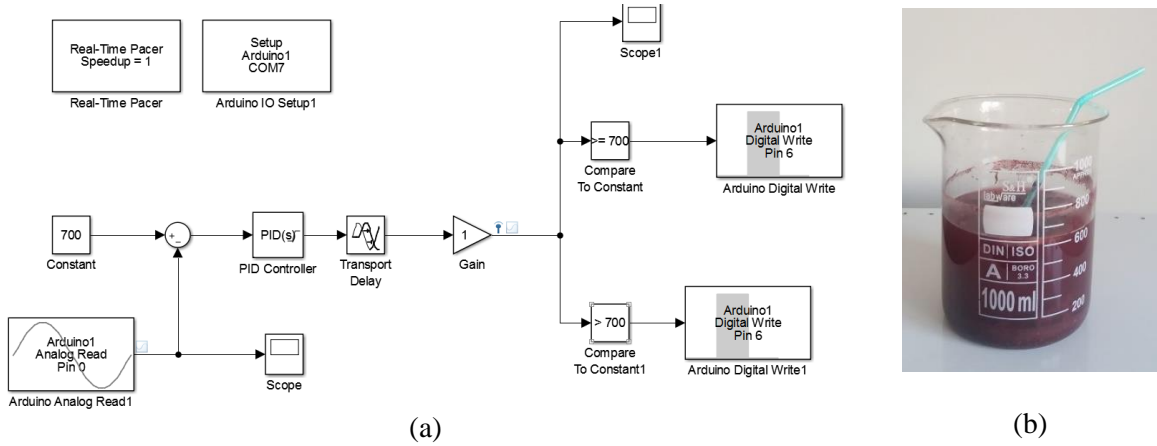 Real-Time Pacer
Speedup = 1
Real-Time Pacer
Setup
Arduino1
COM7
Arduino IO Setup1
Scope1
>= 700
Compare
To Constant
Arduino1
Digital Write
Pin 6
Arduino Digital Write
700
Constant
+
−
PID(s)
PID Controller
Transport
Delay
1
Gain
> 700
Compare
To Constant1
Arduino1
Digital Write
Pin 6
Arduino Digital Write1
Arduino1
Analog Read
Pin 0
Arduino Analog Read1
Scope
(a)
1000
S&H
labware
800
600
DIN ISO
A BORO 3.3
400
1000 ml
200
(b)